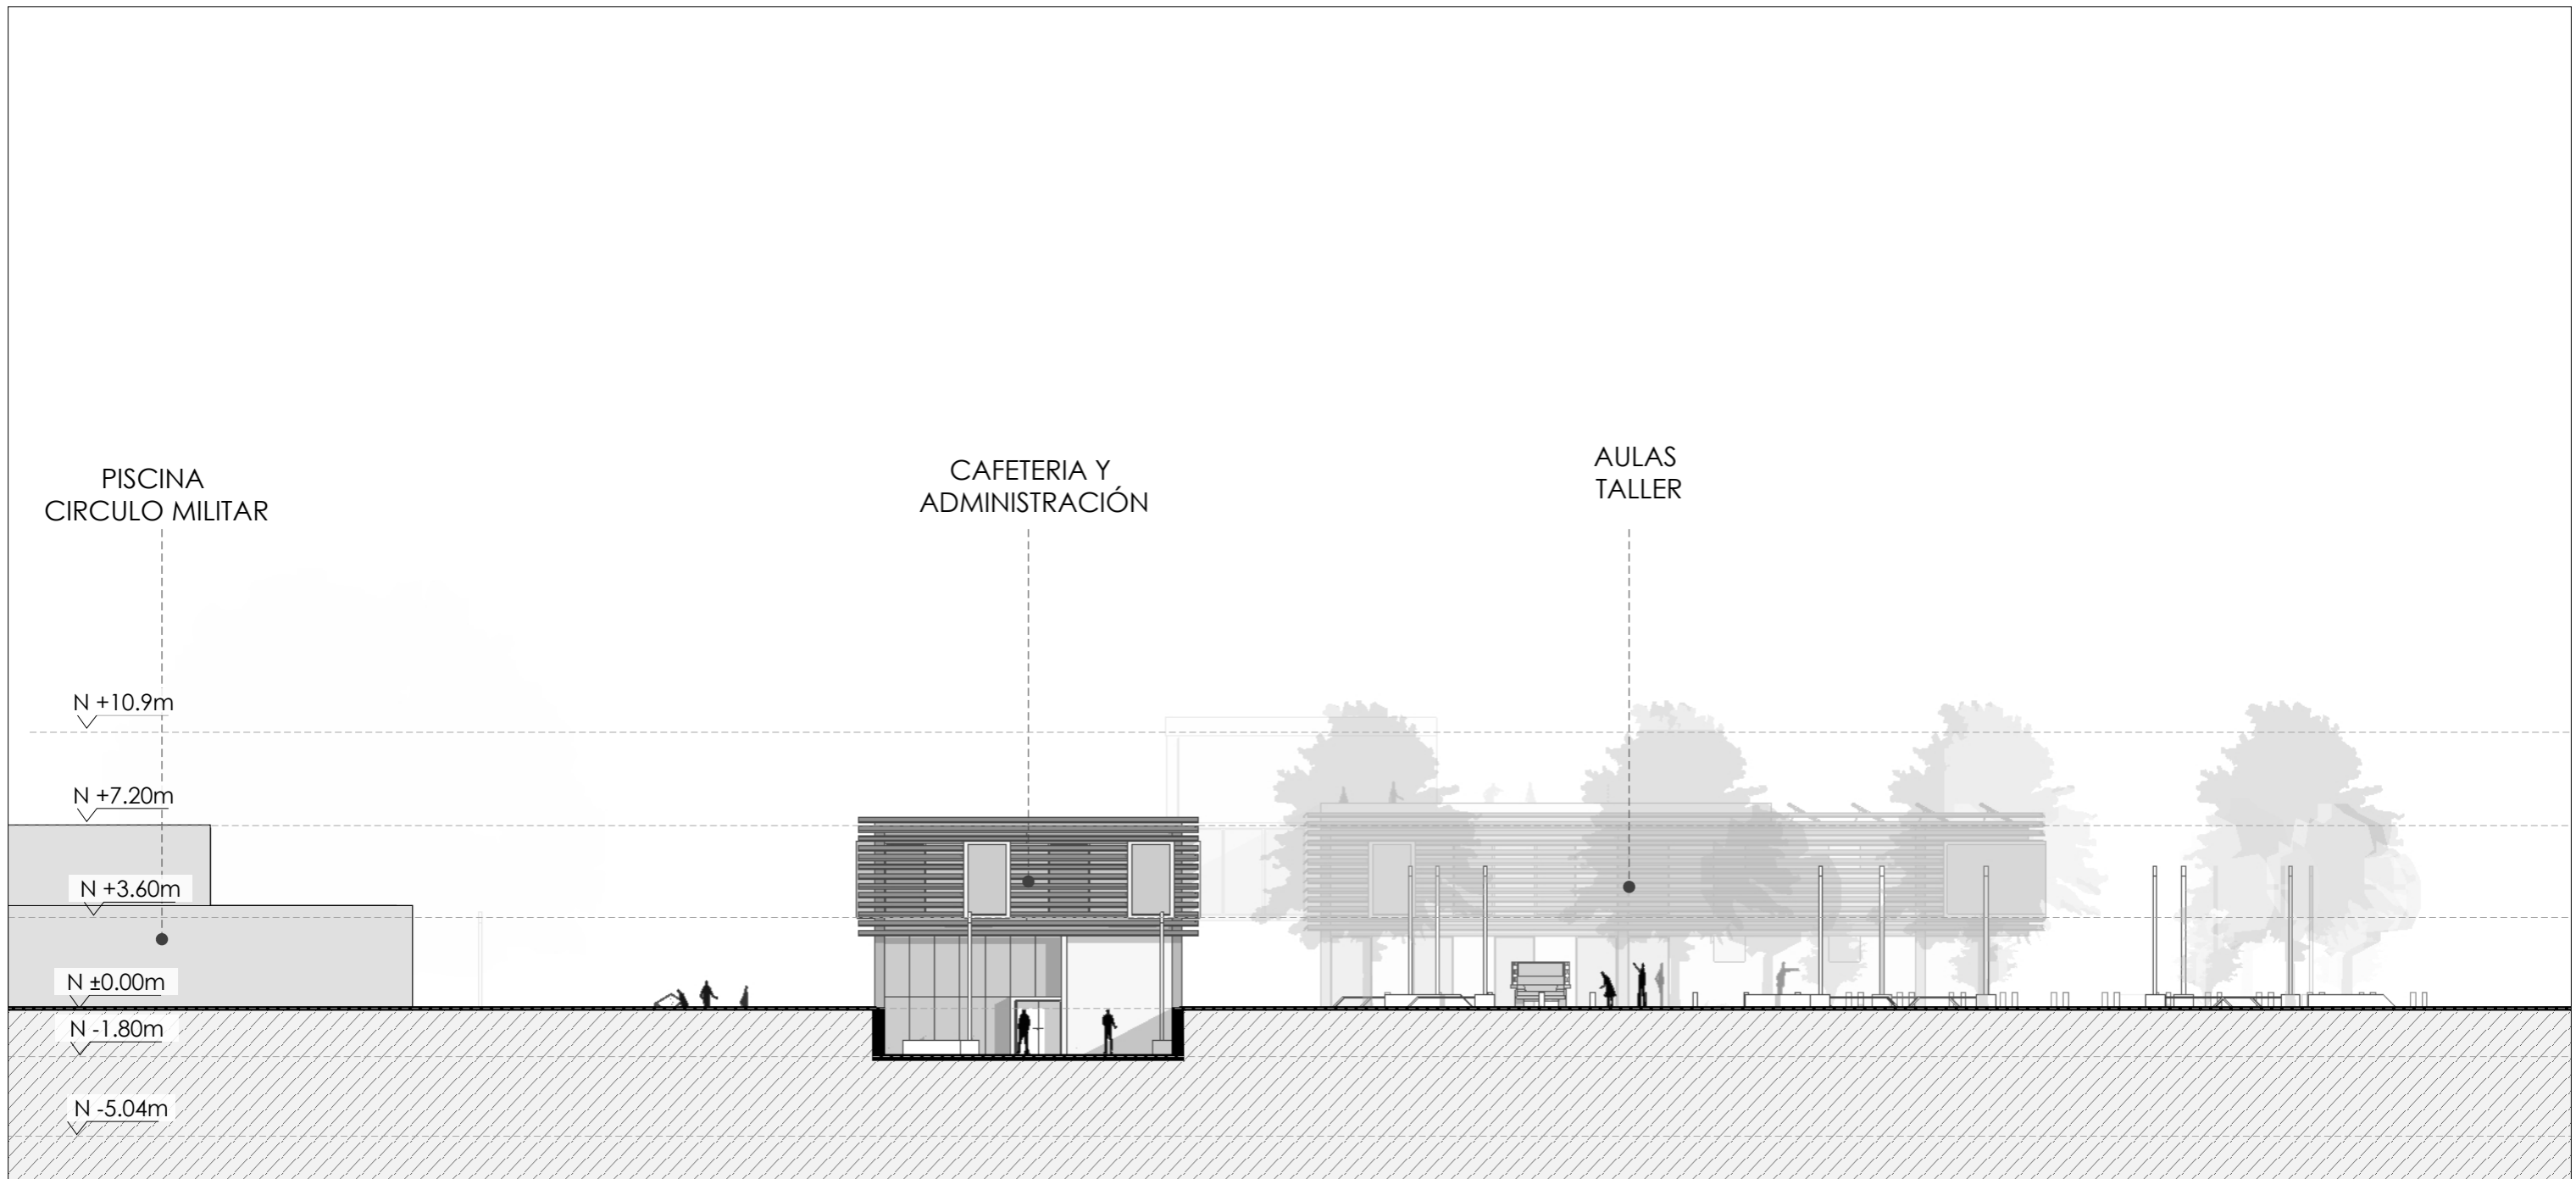 PISCINA
CIRCULO MILITAR
CAFETERIA Y
ADMINISTRACIÓN
AULAS
TALLER
N +10.9m
N +7.20m
N +3.60m
N ±0.00m
N -1.80m
N -5.04m